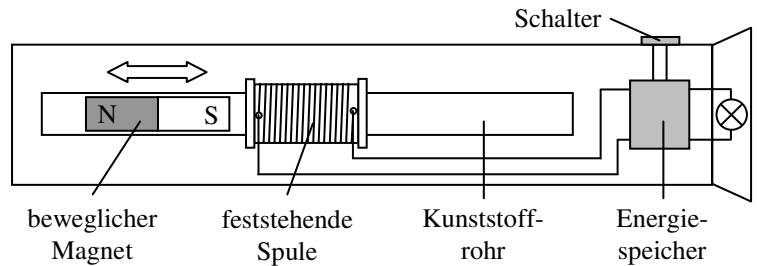 Schalter
N
S
beweglicher
Magnet
feststehende
Spule
Kunststoff-
rohr
Energie-
speicher